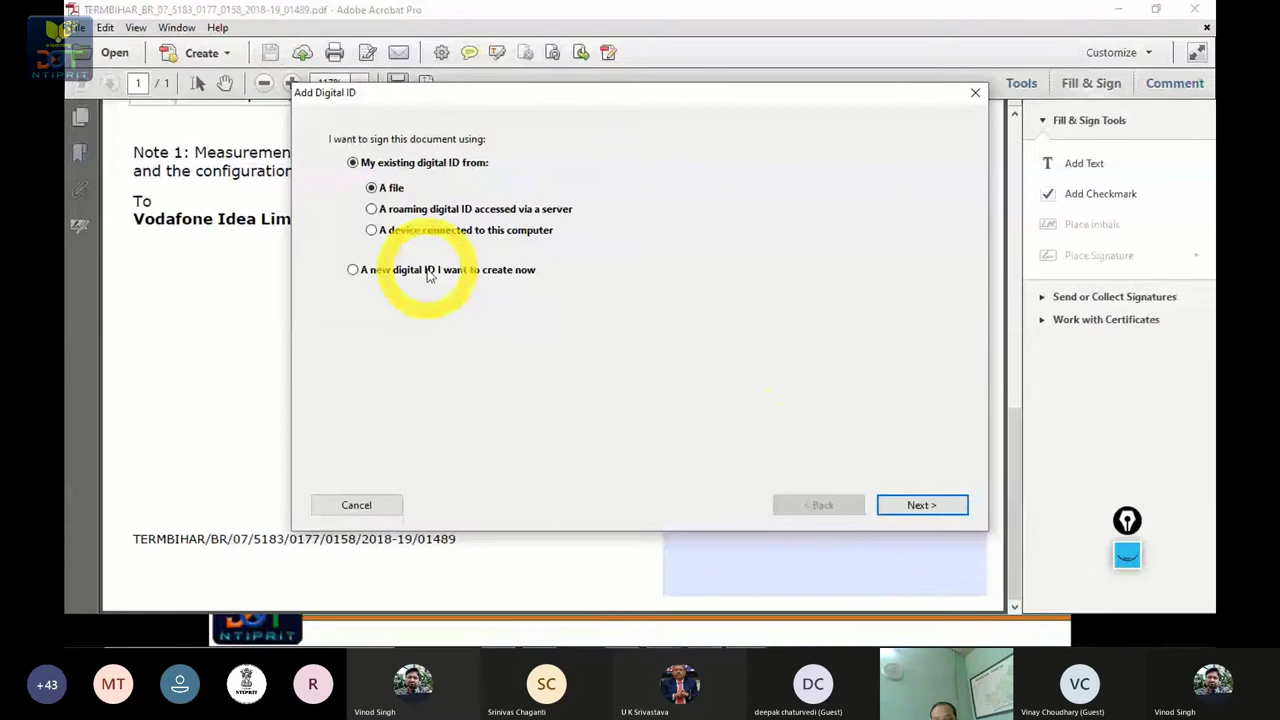 TERMBIHAR_BR_07_5183_0177_0158_2018-19_01489.pdf - Adobe Acrobat Pro
File Edit View Window Help
Open Create Customize
1 / 1 Tools Fill & Sign Comment
Add Digital ID
I want to sign this document using:
My existing digital ID from:
A file
A roaming digital ID accessed via a server
A device connected to this computer
A new digital ID I want to create now
Cancel < Back Next >
Note 1: Measuremen
and the configuration
To
Vodafone Idea Lim
TERMBIHAR/BR/07/5183/0177/0158/2018-19/01489
Fill & Sign Tools
Add Text
Add Checkmark
Place Initials
Place Signature
Send or Collect Signatures
Work with Certificates
e-learning
NTIPRIT
NTIPRIT
+43 MT R SC DC VC
Vinod Singh Srinivas Chaganti U K Srivastava deepak chaturvedi (Guest) Vinay Choudhary (Guest) Vinod Singh